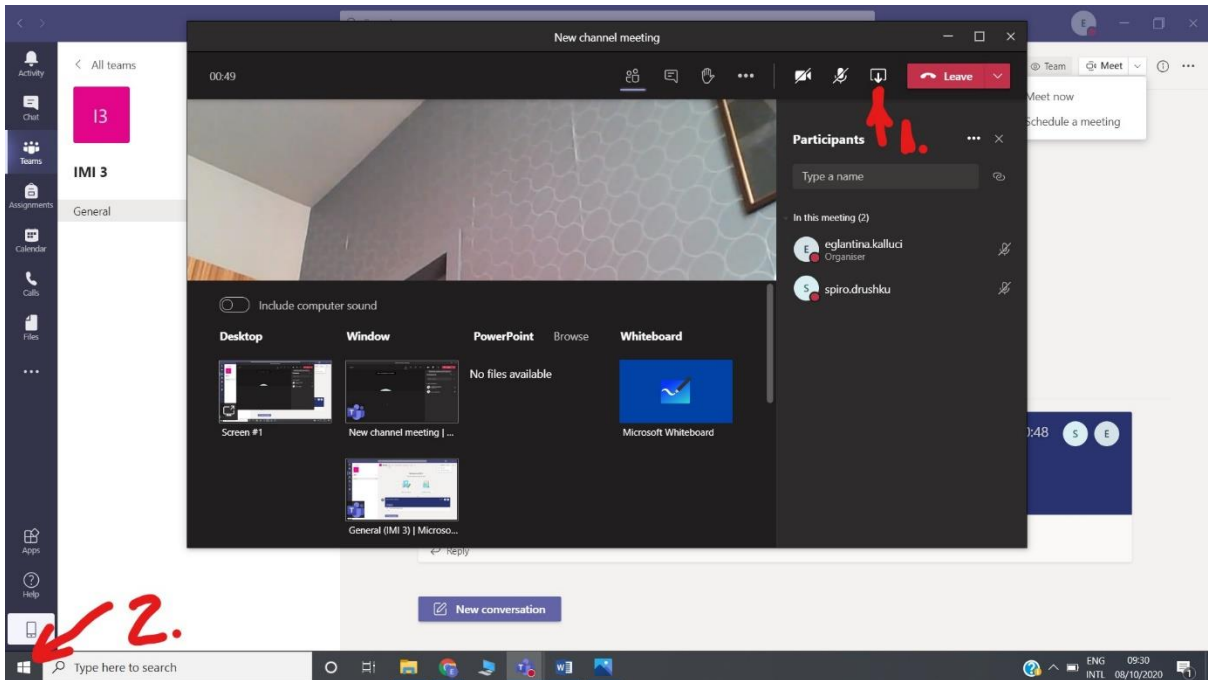 New channel meeting
Activity
Chat
Teams
Assignments
Calendar
Calls
Files
Apps
Help
All teams
I3
IMI 3
General
00:49
Leave
Team
Meet
Meet now
Schedule a meeting
1.
Participants
Type a name
In this meeting (2)
E
eglantina.kalluci
Organiser
S
spiro.drushku
Include computer sound
Desktop
Window
PowerPoint
Browse
Whiteboard
No files available
Screen #1
New channel meeting | ...
Microsoft Whiteboard
General (IMI 3) | Microso...
:48
S
E
Reply
New conversation
2.
Type here to search
ENG
INTL
09:30
08/10/2020